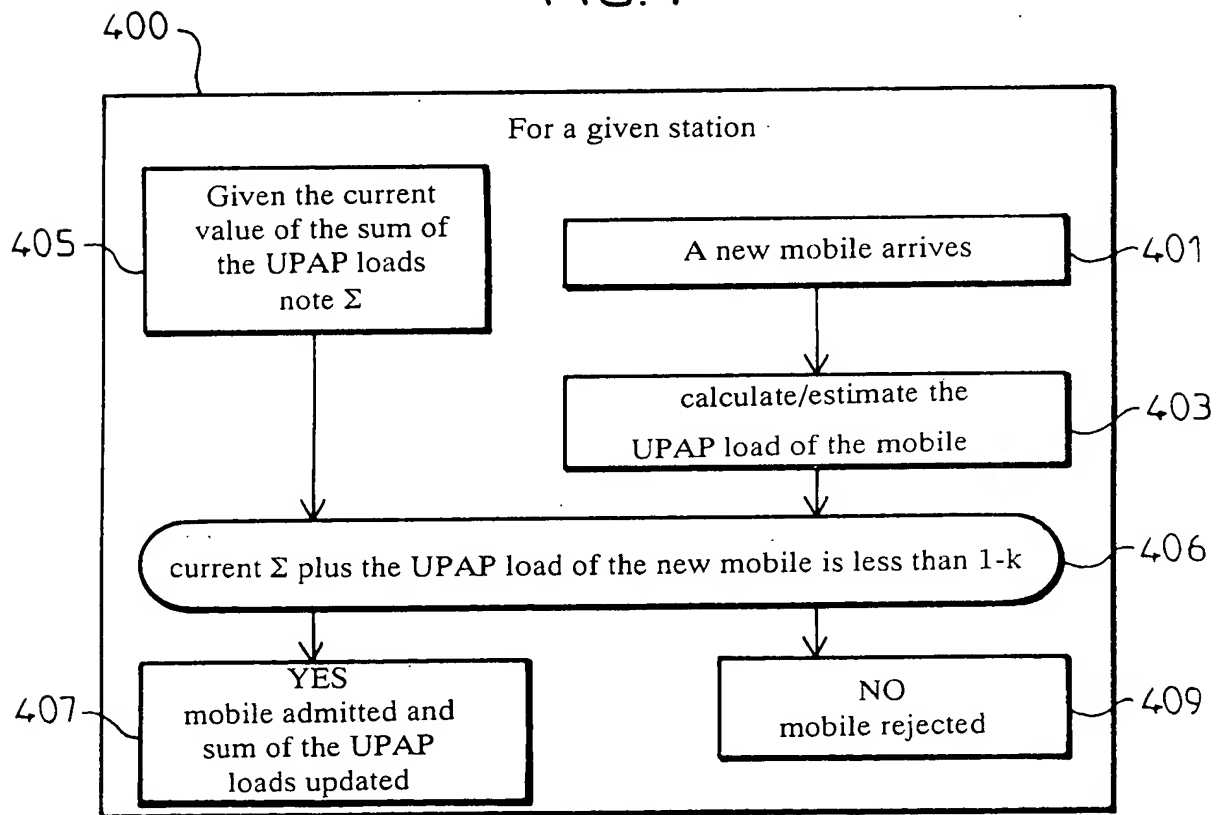 400
For a given station
Given the current
value of the sum of
the UPAP loads
note Σ
405
A new mobile arrives
401
calculate/estimate the
UPAP load of the mobile
403
current Σ plus the UPAP load of the new mobile is less than 1-k
406
YES
mobile admitted and
sum of the UPAP
loads updated
407
NO
mobile rejected
409